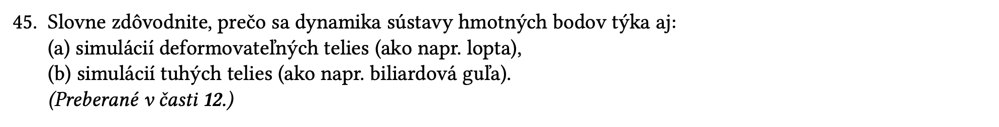 45. Slovne zdôvodnite, prečo sa dynamika sústavy hmotných bodov týka aj:
(a) simulácií deformovateľných telies (ako napr. lopta),
(b) simulácií tuhých telies (ako napr. biliardová guľa).
(Preberané v časti 12.)